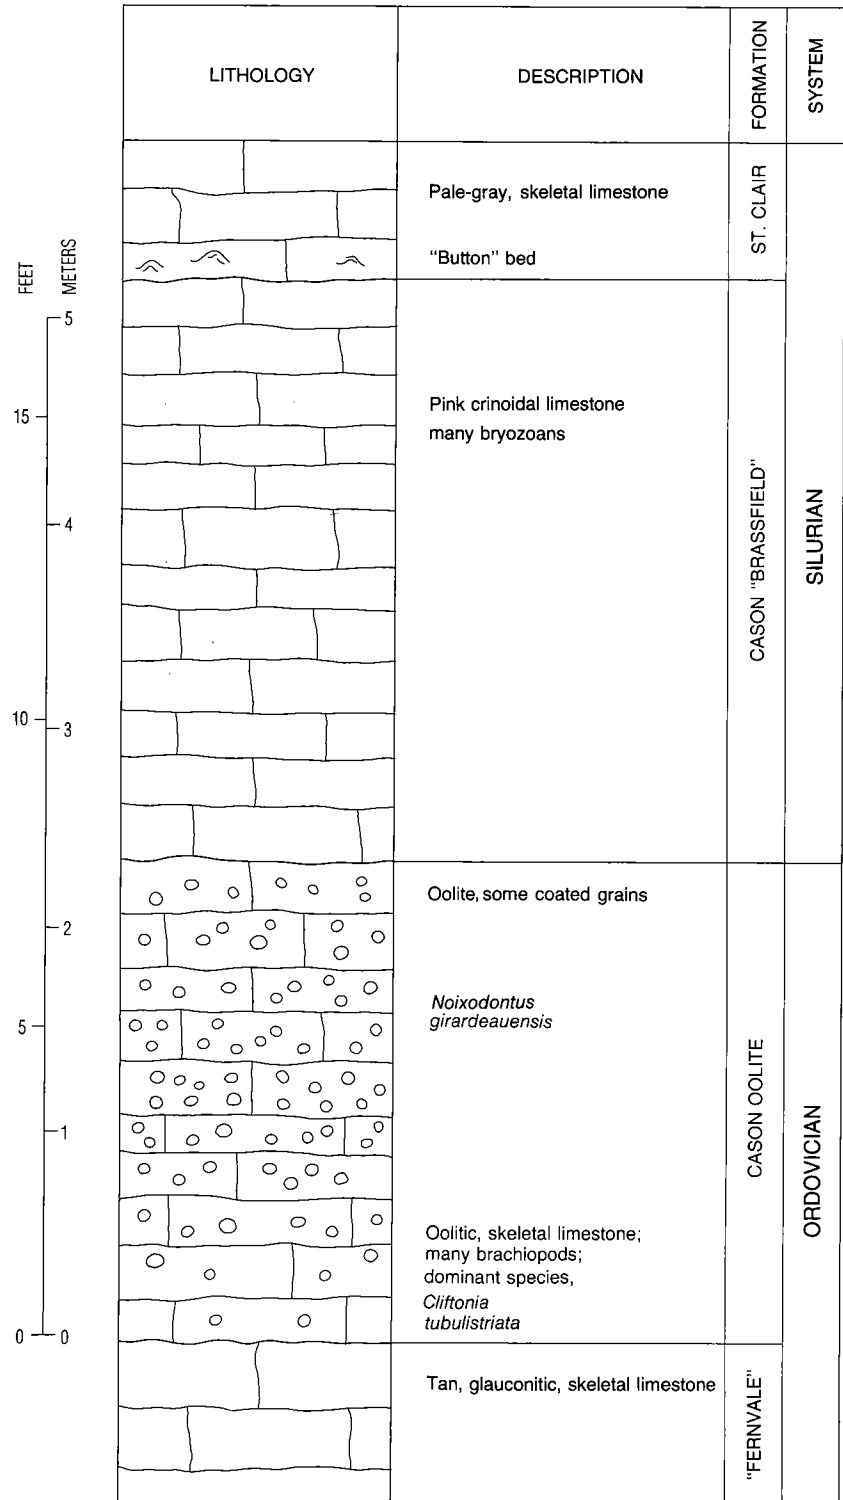 LITHOLOGY
DESCRIPTION
FORMATION
SYSTEM
Pale-gray, skeletal limestone
"Button" bed
ST. CLAIR
FEET
METERS
5
15
4
10
3
2
5
1
0
0
Pink crinoidal limestone
many bryozoans
CASON "BRASSFIELD"
SILURIAN
Oolite, some coated grains
Noixodontus
girardeauensis
CASON OOLITE
ORDOVICIAN
Oolitic, skeletal limestone;
many brachiopods;
dominant species,
Cliftonia
tubulistriata
Tan, glauconitic, skeletal limestone
"FERNVALE"